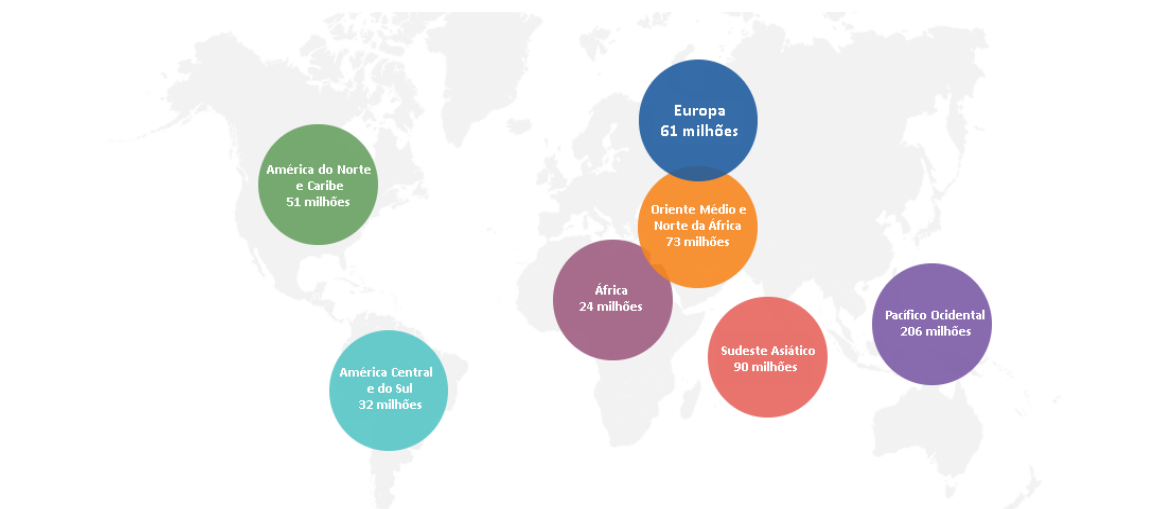 Europa
61 milhões
América do Norte
e Caribe
51 milhões
Oriente Médio e
Norte da África
73 milhões
África
24 milhões
Pacífico Ocidental
206 milhões
Sudeste Asiático
90 milhões
América Central
e do Sul
32 milhões